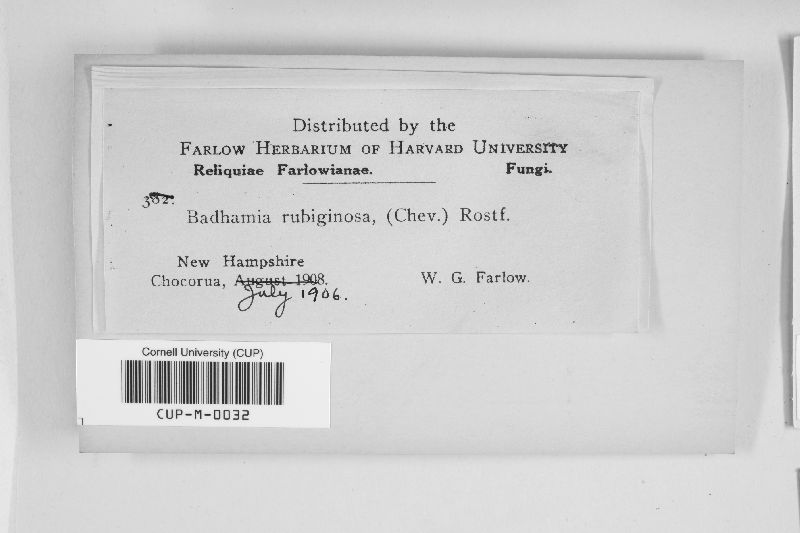 Distributed by the
FARLOW HERBARIUM OF HARVARD UNIVERSITY
Reliquiae Farlowianae. Fungi.
382.
Badhamia rubiginosa, (Chev.) Rostf.
New Hampshire
Chocorua, August 1908. W. G. Farlow.
July 1906.
Cornell University (CUP)
CUP-M-0032